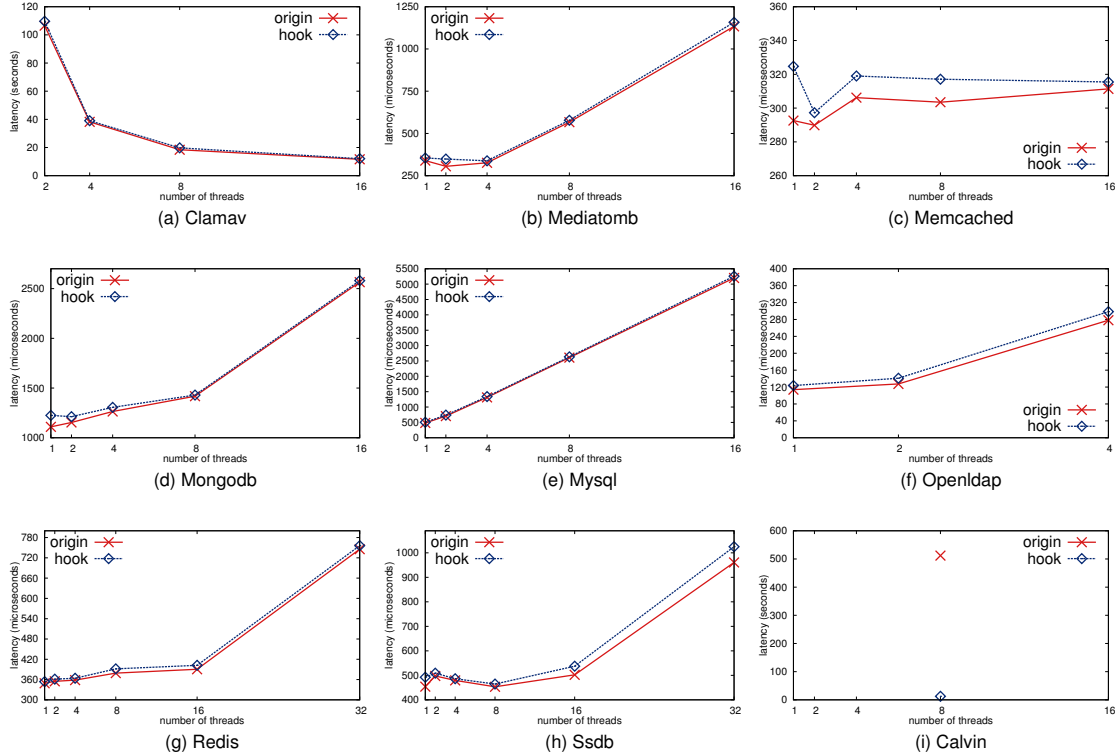 120
100
80
60
40
20
0
latency (seconds)
origin
hook
2
4
8
16
number of threads
(a) Clamav
1250
1000
750
500
250
latency (microseconds)
origin
hook
1
2
4
8
16
number of threads
(b) Mediatomb
360
340
320
300
280
260
latency (microseconds)
origin
hook
1
2
4
8
16
number of threads
(c) Memcached
2500
2000
1500
1000
latency (microseconds)
origin
hook
1
2
4
8
16
number of threads
(d) Mongodb
5500
5000
4500
4000
3500
3000
2500
2000
1500
1000
500
0
latency (microseconds)
origin
hook
1
2
4
8
16
number of threads
(e) Mysql
400
360
320
280
240
200
160
120
80
40
0
latency (microseconds)
origin
hook
1
2
4
number of threads
(f) Openldap
780
720
660
600
540
480
420
360
300
latency (microseconds)
origin
hook
1
2
4
8
16
32
number of threads
(g) Redis
1000
900
800
700
600
500
400
latency (microseconds)
origin
hook
1
2
4
8
16
32
number of threads
(h) Ssdb
600
500
400
300
200
100
0
latency (seconds)
origin
hook
1
2
4
8
16
number of threads
(i) Calvin